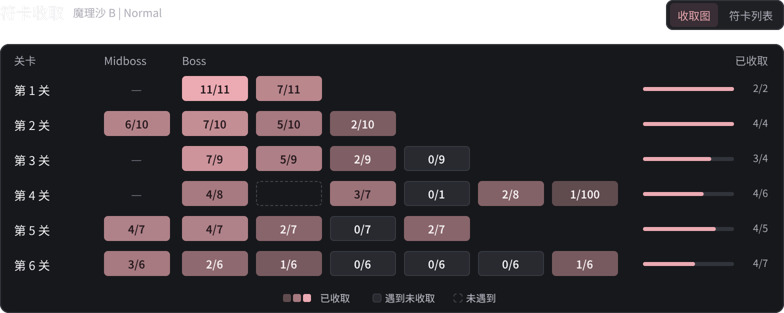 符卡收取 魔理沙 B | Normal 收取图 符卡列表
关卡 Midboss Boss 已收取
第 1 关 — 11/11 7/11 2/2
第 2 关 6/10 7/10 5/10 2/10 4/4
第 3 关 — 7/9 5/9 2/9 0/9 3/4
第 4 关 — 4/8 3/7 0/1 2/8 1/100 4/6
第 5 关 4/7 4/7 2/7 0/7 2/7 4/5
第 6 关 3/6 2/6 1/6 0/6 0/6 0/6 1/6 4/7
已收取 遇到未收取 未遇到